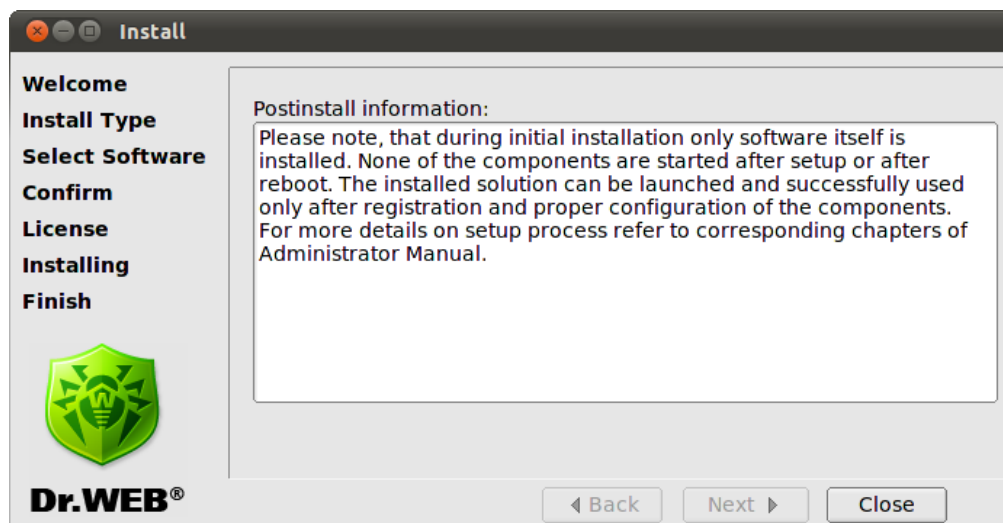 Install
Welcome
Install Type
Select Software
Confirm
License
Installing
Finish
Dr.WEB®
Postinstall information:
Please note, that during initial installation only software itself is
installed. None of the components are started after setup or after
reboot. The installed solution can be launched and successfully used
only after registration and proper configuration of the components.
For more details on setup process refer to corresponding chapters of
Administrator Manual.
Back
Next
Close